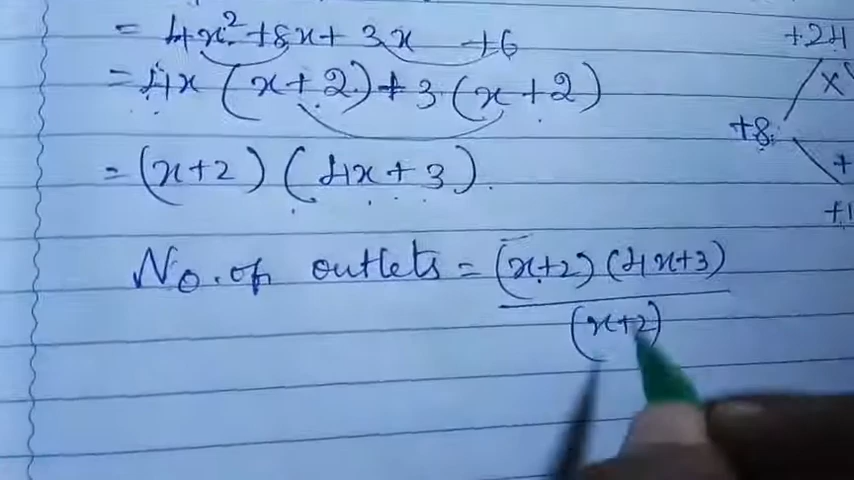 = 4x² + 8x + 3x + 6
= 4x (x + 2) + 3 (x + 2)
= (x+2) (4x + 3).
No. of outlets = (x+2) (4x+3)
(x+2)
+24
x
+8
+
+1